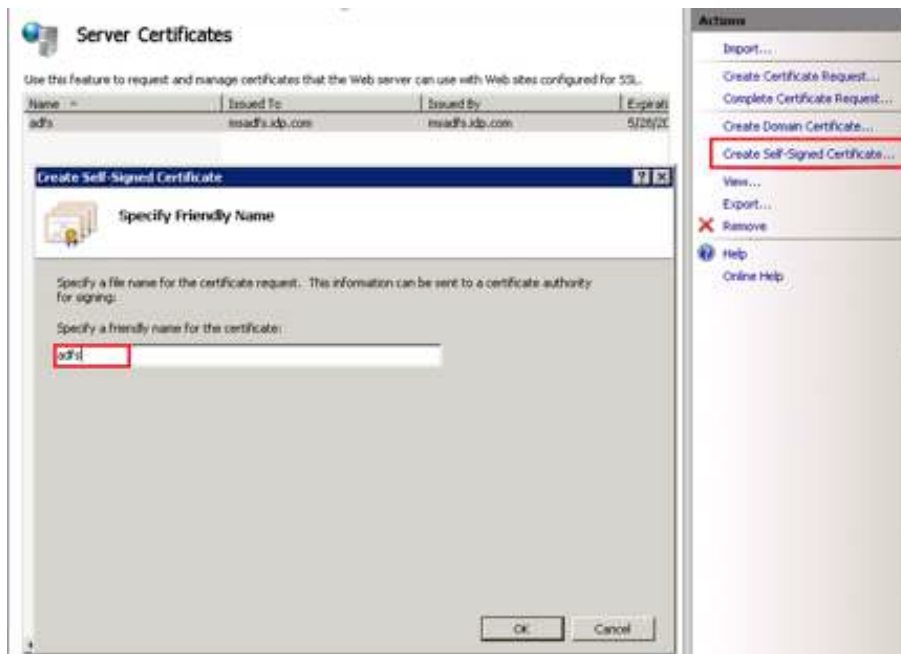 Server Certificates
Use this feature to request and manage certificates that the Web server can use with Web sites configured for SSL.
Name Issued To Issued By Expirati
adfs msadfs.idp.com msadfs.idp.com 5/28/20
Create Self-Signed Certificate
Specify Friendly Name
Specify a file name for the certificate request. This information can be sent to a certificate authority
for signing:
Specify a friendly name for the certificate:
adfs
OK Cancel
Actions
Import...
Create Certificate Request...
Complete Certificate Request...
Create Domain Certificate...
Create Self-Signed Certificate...
View...
Export...
Remove
Help
Online Help